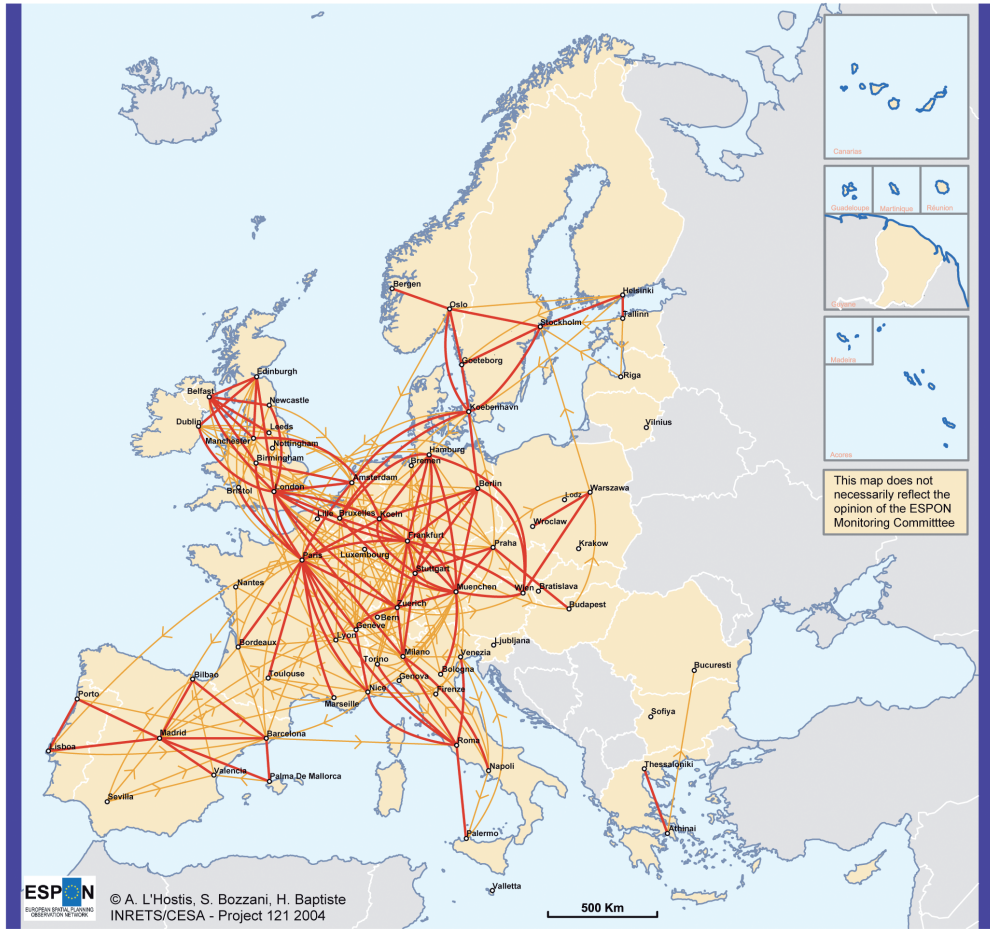 Canarias
Guadeloupe
Martinique
Réunion
Guyane
Madeira
Acores
This map does not
necessarily reflect the
opinion of the ESPON
Monitoring Committtee
Bergen
Oslo
Helsinki
Tallinn
Stockholm
Goeteborg
Riga
Edinburgh
Belfast
Newcastle
Koebenhavn
Dublin
Vilnius
Leeds
Manchester
Nottingham
Hamburg
Birmingham
Bremen
Amsterdam
Berlin
London
Bristol
Warszawa
Lodz
Lille
Bruxelles
Koeln
Wroclaw
Frankfurt
Praha
Krakow
Luxembourg
Paris
Stuttgart
Nantes
Muenchen
Wien
Bratislava
Zuerich
Budapest
Bern
Genève
Lyon
Bordeaux
Ljubljana
Milano
Venezia
Torino
Bucuresti
Bologna
Bilbao
Toulouse
Genova
Nice
Firenze
Porto
Marseille
Sofiya
Madrid
Barcelona
Lisboa
Roma
Valencia
Palma De Mallorca
Napoli
Thessaloniki
Sevilla
Athinai
Palermo
Valletta
ESPON
EUROPEAN SPATIAL PLANNING
OBSERVATION NETWORK
© A. L'Hostis, S. Bozzani, H. Baptiste
INRETS/CESA - Project 121 2004
500 Km